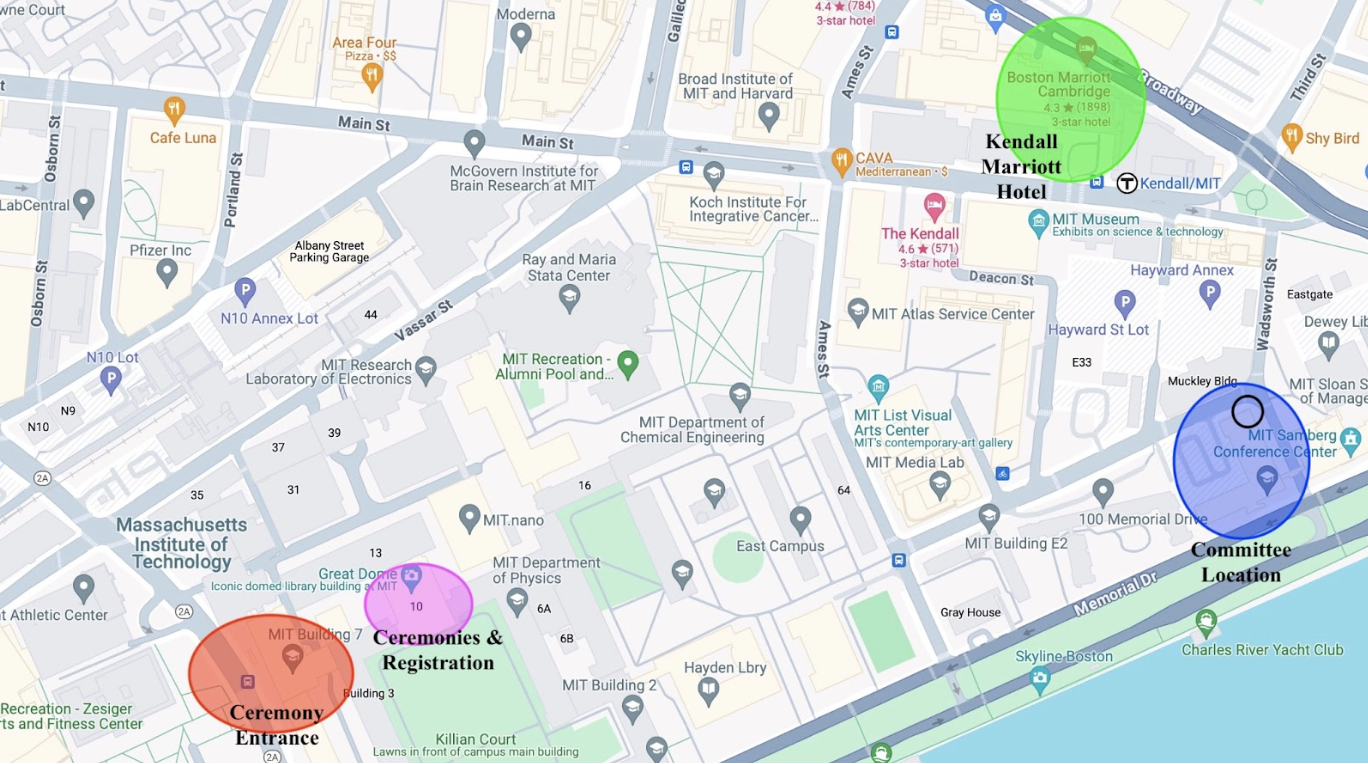 wne Court
Moderna
Galile
4.4 ★ (784)
3-star hotel
Area Four
Pizza • $$
Ames St
Boston Marriott
Cambridge
4.3 ★ (1898)
3-star hotel
Broadway
Third St
Broad Institute of
MIT and Harvard
Main St
Main St
Cafe Luna
Osborn St
Portland St
Shy Bird
Kendall
Marriott
Hotel
McGovern Institute for
Brain Research at MIT
CAVA
Mediterranean • $
T
Kendall/MIT
LabCentral
Koch Institute For
Integrative Cancer...
The Kendall
4.6 ★ (571)
3-star hotel
MIT Museum
Exhibits on science & technology
Pfizer Inc
Albany Street
Parking Garage
Ray and Maria
Stata Center
Deacon St
Hayward Annex
P
Wadsworth St
Osborn St
P
N10 Annex Lot
44
Vassar St
MIT Atlas Service Center
P
Hayward St Lot
Eastgate
Dewey Lib
N10 Lot
P
MIT Research
Laboratory of Electronics
MIT Recreation -
Alumni Pool and...
Ames St
E33
Muckley Bldg
N9
N10
MIT Department of
Chemical Engineering
MIT List Visual
Arts Center
MIT's contemporary-art gallery
MIT Sloan S
of Manage
39
37
MIT Samberg
Conference Center
MIT Media Lab
2A
35
31
16
64
MIT.nano
100 Memorial Drive
Massachusetts
Institute of
Technology
East Campus
MIT Building E2
Committee
Location
13
MIT Department
of Physics
Great Dome
Iconic domed library building at MIT
10
Memorial Dr
t Athletic Center
2A
6A
Gray House
MIT Building 7
Ceremonies &
Registration
6B
Charles River Yacht Club
Skyline Boston
Hayden Lbry
MIT Building 2
Building 3
Recreation - Zesiger
rts and Fitness Center
Ceremony
Entrance
Killian Court
Lawns in front of campus main building
2A